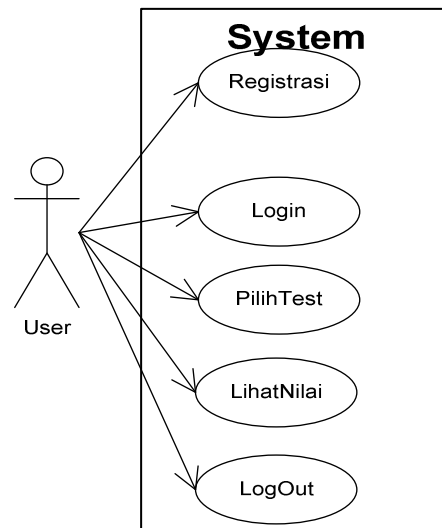 System
Registrasi
Login
PilihTest
User
LihatNilai
LogOut